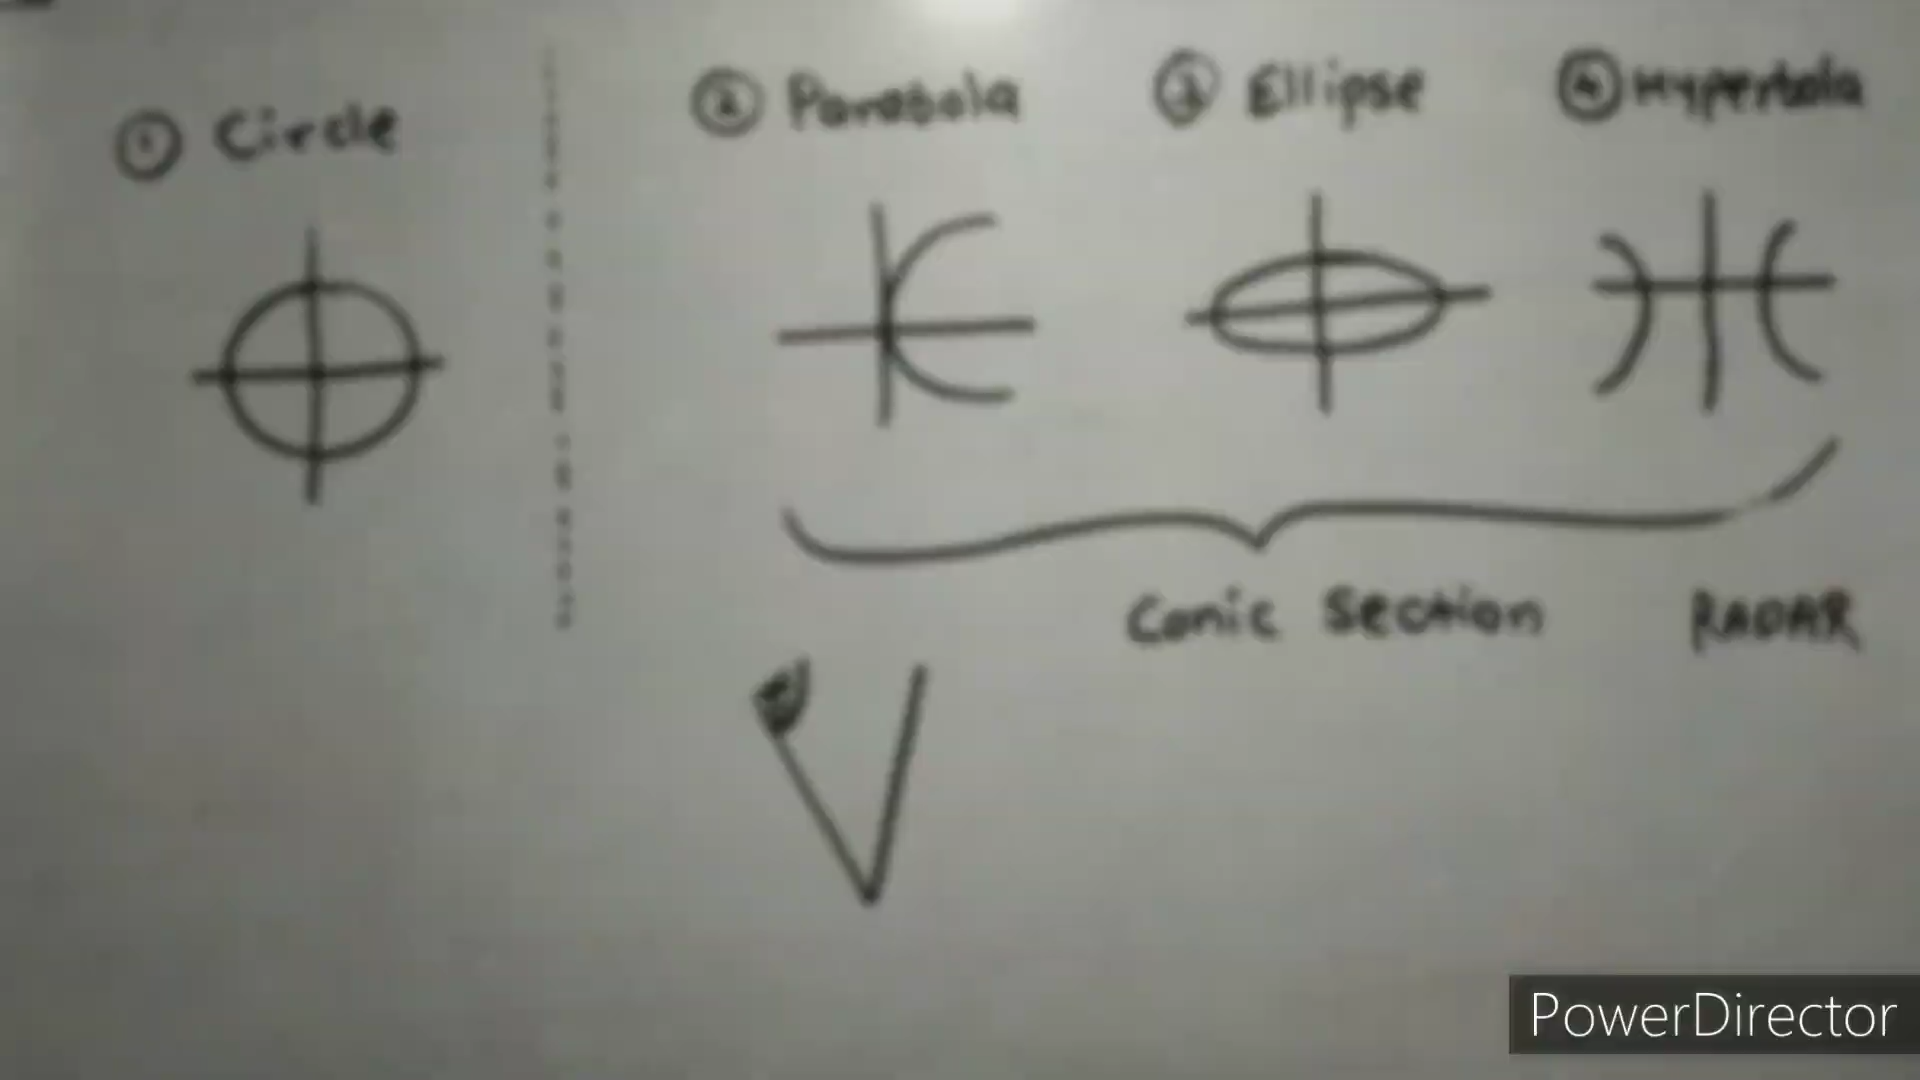 ① Circle
② Parabola
③ Ellipse
④ Hyperbola
Conic Section
RADAR
PowerDirector